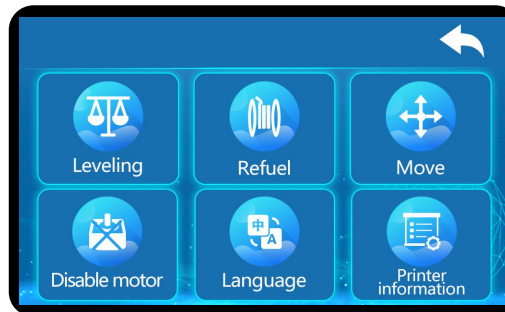 Leveling
Refuel
Move
Disable motor
中
A
Language
Printer
information